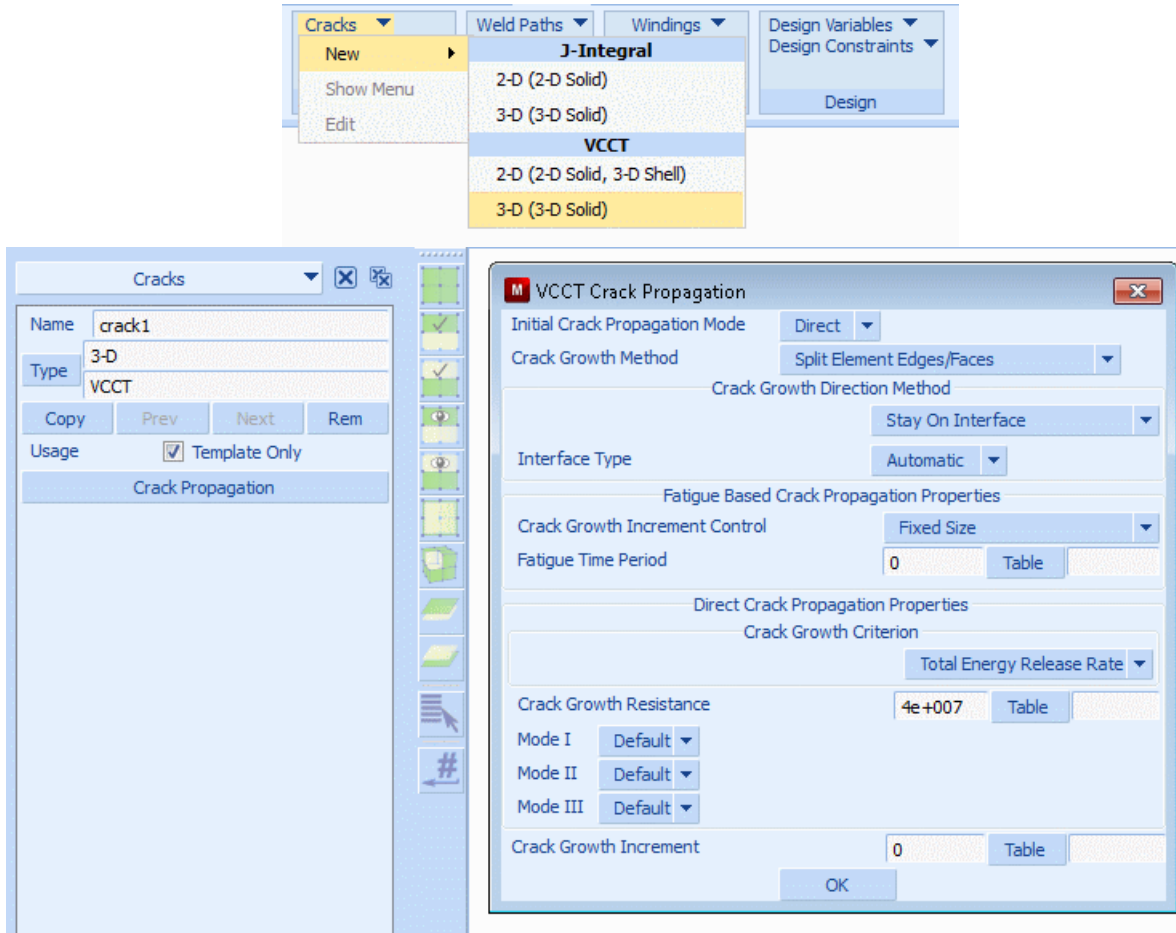 Cracks Weld Paths Windings Design Variables
Design Constraints
New J-Integral
2-D (2-D Solid)
Show Menu
3-D (3-D Solid) Design
Edit
VCCT
2-D (2-D Solid, 3-D Shell)
3-D (3-D Solid)
Cracks
Name crack1
Type 3-D
VCCT
Copy Prev Next Rem
Usage Template Only
Crack Propagation
M VCCT Crack Propagation
Initial Crack Propagation Mode Direct
Crack Growth Method Split Element Edges/Faces
Crack Growth Direction Method
Stay On Interface
Interface Type Automatic
Fatigue Based Crack Propagation Properties
Crack Growth Increment Control Fixed Size
Fatigue Time Period 0 Table
Direct Crack Propagation Properties
Crack Growth Criterion
Total Energy Release Rate
Crack Growth Resistance 4e+007 Table
Mode I Default
Mode II Default
Mode III Default
Crack Growth Increment 0 Table
OK
#